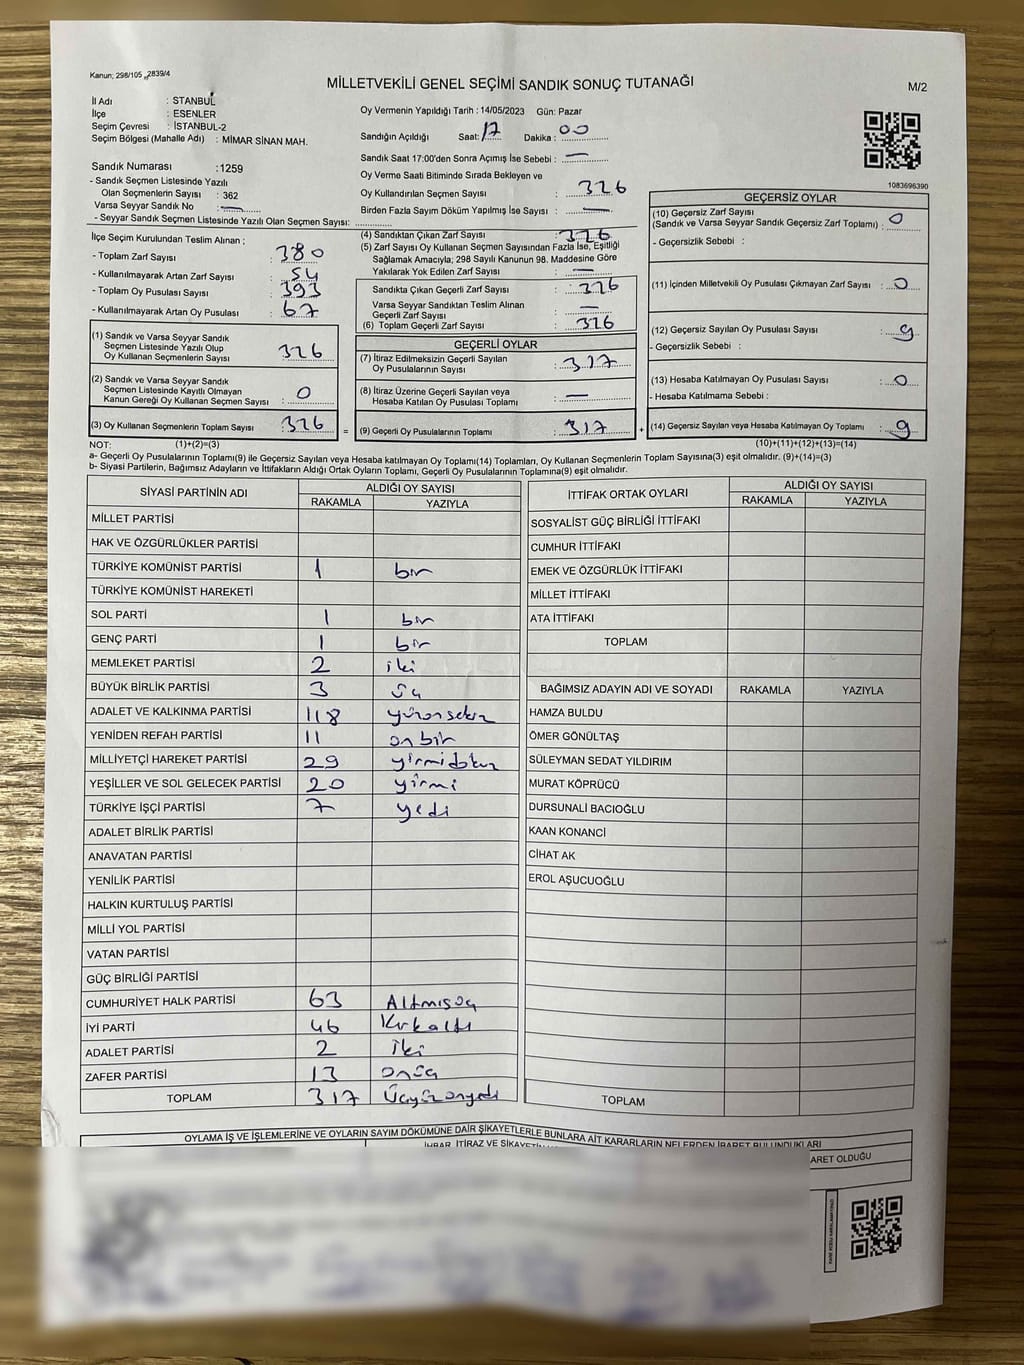 Kanun; 298/105 ,,2839/4
MİLLETVEKİLİ GENEL SEÇİMİ SANDIK SONUÇ TUTANAĞI
M/2
İl Adı : STANBUL
İlçe : ESENLER
Seçim Çevresi : İSTANBUL-2
Seçim Bölgesi (Mahalle Adı) : MİMAR SİNAN MAH.
Oy Vermenin Yapıldığı Tarih : 14/05/2023 Gün: Pazar
Sandığın Açıldığı Saat: 17 Dakika : 00
Sandık Saat 17:00'den Sonra Açımış İse Sebebi : —
Sandık Numarası :1259
- Sandık Seçmen Listesinde Yazılı
Olan Seçmenlerin Sayısı : 362
Varsa Seyyar Sandık No : —
- Seyyar Sandık Seçmen Listesinde Yazılı Olan Seçmen Sayısı:
Oy Verme Saati Bitiminde Sırada Bekleyen ve
Oy Kullandırılan Seçmen Sayısı : 326
Birden Fazla Sayım Döküm Yapılmış İse Sayısı : —
1083696390
İlçe Seçim Kurulundan Teslim Alınan ;
- Toplam Zarf Sayısı : 380
- Kullanılmayarak Artan Zarf Sayısı : 54
- Toplam Oy Pusulası Sayısı : 393
- Kullanılmayarak Artan Oy Pusulası : 67
(4) Sandıktan Çıkan Zarf Sayısı : 326
(5) Zarf Sayısı Oy Kullanan Seçmen Sayısından Fazla İse, Eşitliği
Sağlamak Amacıyla; 298 Sayılı Kanunun 98. Maddesine Göre
Yakılarak Yok Edilen Zarf Sayısı : —
Sandıkta Çıkan Geçerli Zarf Sayısı : 326
Varsa Seyyar Sandıktan Teslim Alınan
Geçerli Zarf Sayısı : —
(6) Toplam Geçerli Zarf Sayısı : 326
GEÇERSİZ OYLAR
(10) Geçersiz Zarf Sayısı
(Sandık ve Varsa Seyyar Sandık Geçersiz Zarf Toplamı) : 0
- Geçersizlik Sebebi :
(11) İçinden Milletvekili Oy Pusulası Çıkmayan Zarf Sayısı : 0
(12) Geçersiz Sayılan Oy Pusulası Sayısı : 9
- Geçersizlik Sebebi :
(13) Hesaba Katılmayan Oy Pusulası Sayısı : 0
- Hesaba Katılmama Sebebi :
(14) Geçersiz Sayılan veya Hesaba Katılmayan Oy Toplamı : 9
(1) Sandık ve Varsa Seyyar Sandık
Seçmen Listesinde Yazılı Olup
Oy Kullanan Seçmenlerin Sayısı : 326
(2) Sandık ve Varsa Seyyar Sandık
Seçmen Listesinde Kayıtlı Olmayan
Kanun Gereği Oy Kullanan Seçmen Sayısı : 0
(3) Oy Kullanan Seçmenlerin Toplam Sayısı : 326 =
GEÇERLİ OYLAR
(7) İtiraz Edilmeksizin Geçerli Sayılan
Oy Pusulalarının Sayısı : 317
(8) İtiraz Üzerine Geçerli Sayılan veya
Hesaba Katılan Oy Pusulası Toplamı : —
(9) Geçerli Oy Pusulalarının Toplamı : 317 +
NOT: (1)+(2)=(3)
(10)+(11)+(12)+(13)=(14)
a- Geçerli Oy Pusulalarının Toplamı(9) ile Geçersiz Sayılan veya Hesaba katılmayan Oy Toplamı(14) Toplamları, Oy Kullanan Seçmenlerin Toplam Sayısına(3) eşit olmalıdır. (9)+(14)=(3)
b- Siyasi Partilerin, Bağımsız Adayların ve İttifakların Aldığı Ortak Oyların Toplamı, Geçerli Oy Pusulalarının Toplamına(9) eşit olmalıdır.
SİYASİ PARTİNİN ADI ALDIĞI OY SAYISI
RAKAMLA YAZIYLA
MİLLET PARTİSİ
HAK VE ÖZGÜRLÜKLER PARTİSİ
TÜRKİYE KOMÜNİST PARTİSİ 1 bir
TÜRKİYE KOMÜNİST HAREKETİ
SOL PARTİ 1 bir
GENÇ PARTİ 1 bir
MEMLEKET PARTİSİ 2 iki
BÜYÜK BİRLİK PARTİSİ 3 üç
ADALET VE KALKINMA PARTİSİ 118 yüzonsekiz
YENİDEN REFAH PARTİSİ 11 onbir
MİLLİYETÇİ HAREKET PARTİSİ 29 yirmidokuz
YEŞİLLER VE SOL GELECEK PARTİSİ 20 yirmi
TÜRKİYE İŞÇİ PARTİSİ 7 yedi
ADALET BİRLİK PARTİSİ
ANAVATAN PARTİSİ
YENİLİK PARTİSİ
HALKIN KURTULUŞ PARTİSİ
MİLLİ YOL PARTİSİ
VATAN PARTİSİ
GÜÇ BİRLİĞİ PARTİSİ
CUMHURİYET HALK PARTİSİ 63 Altmışüç
İYİ PARTİ 46 Kırkaltı
ADALET PARTİSİ 2 İki
ZAFER PARTİSİ 13 onüç
TOPLAM 317 Üçyüzonyedi
İTTİFAK ORTAK OYLARI ALDIĞI OY SAYISI
RAKAMLA YAZIYLA
SOSYALİST GÜÇ BİRLİĞİ İTTİFAKI
CUMHUR İTTİFAKI
EMEK VE ÖZGÜRLÜK İTTİFAKI
MİLLET İTTİFAKI
ATA İTTİFAKI
TOPLAM
BAĞIMSIZ ADAYIN ADI VE SOYADI RAKAMLA YAZIYLA
HAMZA BULDU
ÖMER GÖNÜLTAŞ
SÜLEYMAN SEDAT YILDIRIM
MURAT KÖPRÜCÜ
DURSUNALİ BACIOĞLU
KAAN KONANCİ
CİHAT AK
EROL AŞUCUOĞLU
TOPLAM
OYLAMA İŞ VE İŞLEMLERİNE VE OYLARIN SAYIM DÖKÜMÜNE DAİR ŞİKAYETLERLE BUNLARA AİT KARARLARIN NELERDEN İBARET BULUNDUKLARI
İHBAR, İTİRAZ VE ŞİKAYETİN
ARET OLDUĞU